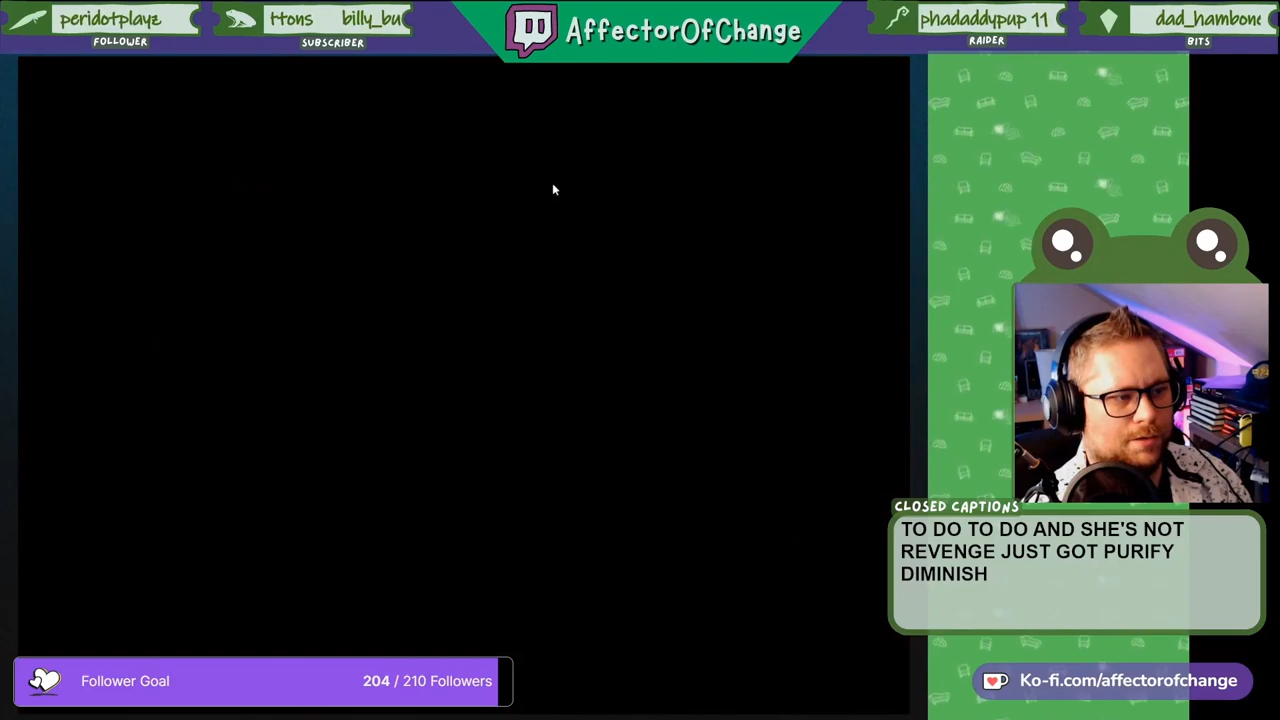 peridotplayz
FOLLOWER
ttons billy_bu
SUBSCRIBER
AffectorOfChange
phadaddypup 11
RAIDER
dad_hambone
BITS
CLOSED CAPTIONS
TO DO TO DO AND SHE'S NOT
REVENGE JUST GOT PURIFY
DIMINISH
Follower Goal 204 / 210 Followers
Ko-fi.com/affectorofchange